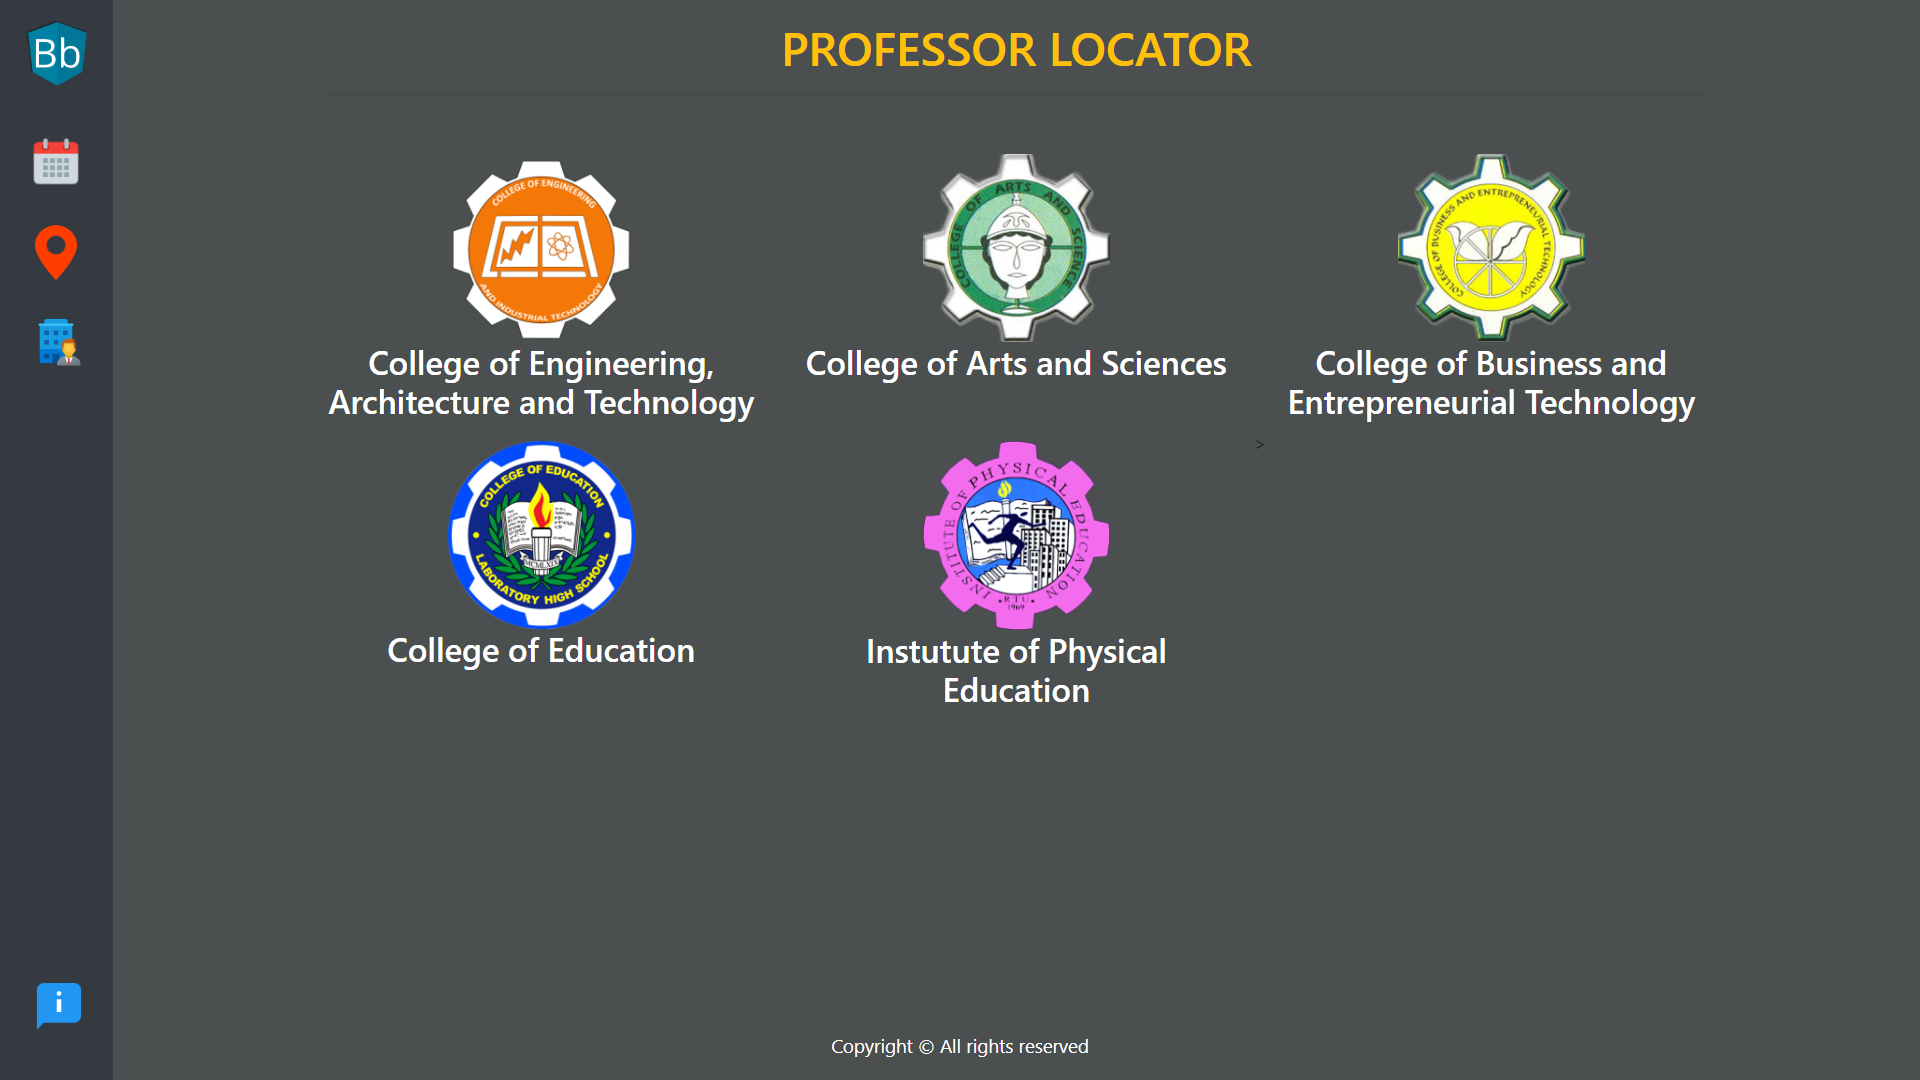 Bb
PROFESSOR LOCATOR
COLLEGE OF ENGINEERING
AND INDUSTRIAL TECHNOLOGY
COLLEGE OF ARTS AND SCIENCE
COLLEGE OF BUSINESS AND ENTREPRENEURIAL TECHNOLOGY
College of Engineering,
Architecture and Technology
College of Arts and Sciences
College of Business and
Entrepreneurial Technology
>
COLLEGE OF EDUCATION
LABORATORY HIGH SCHOOL
INSTITUTE OF PHYSICAL EDUCATION
R.T.U.
1969
College of Education
Instutute of Physical
Education
i
Copyright © All rights reserved